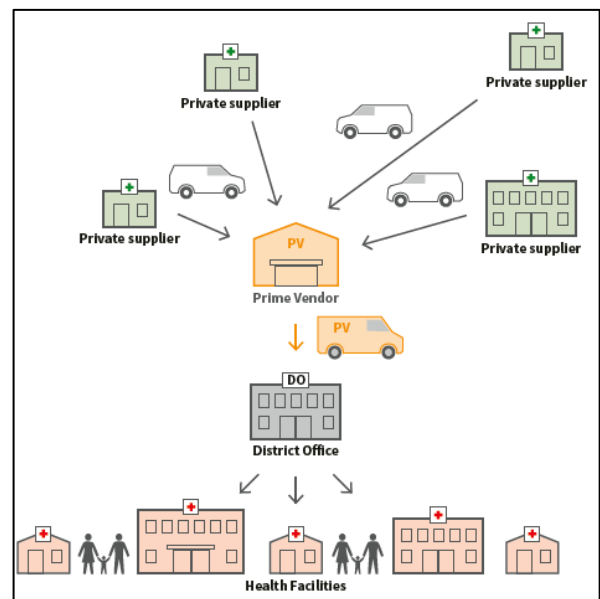 Private supplier
Private supplier
Private supplier
Private supplier
PV
Prime Vendor
PV
DO
District Office
Health Facilities